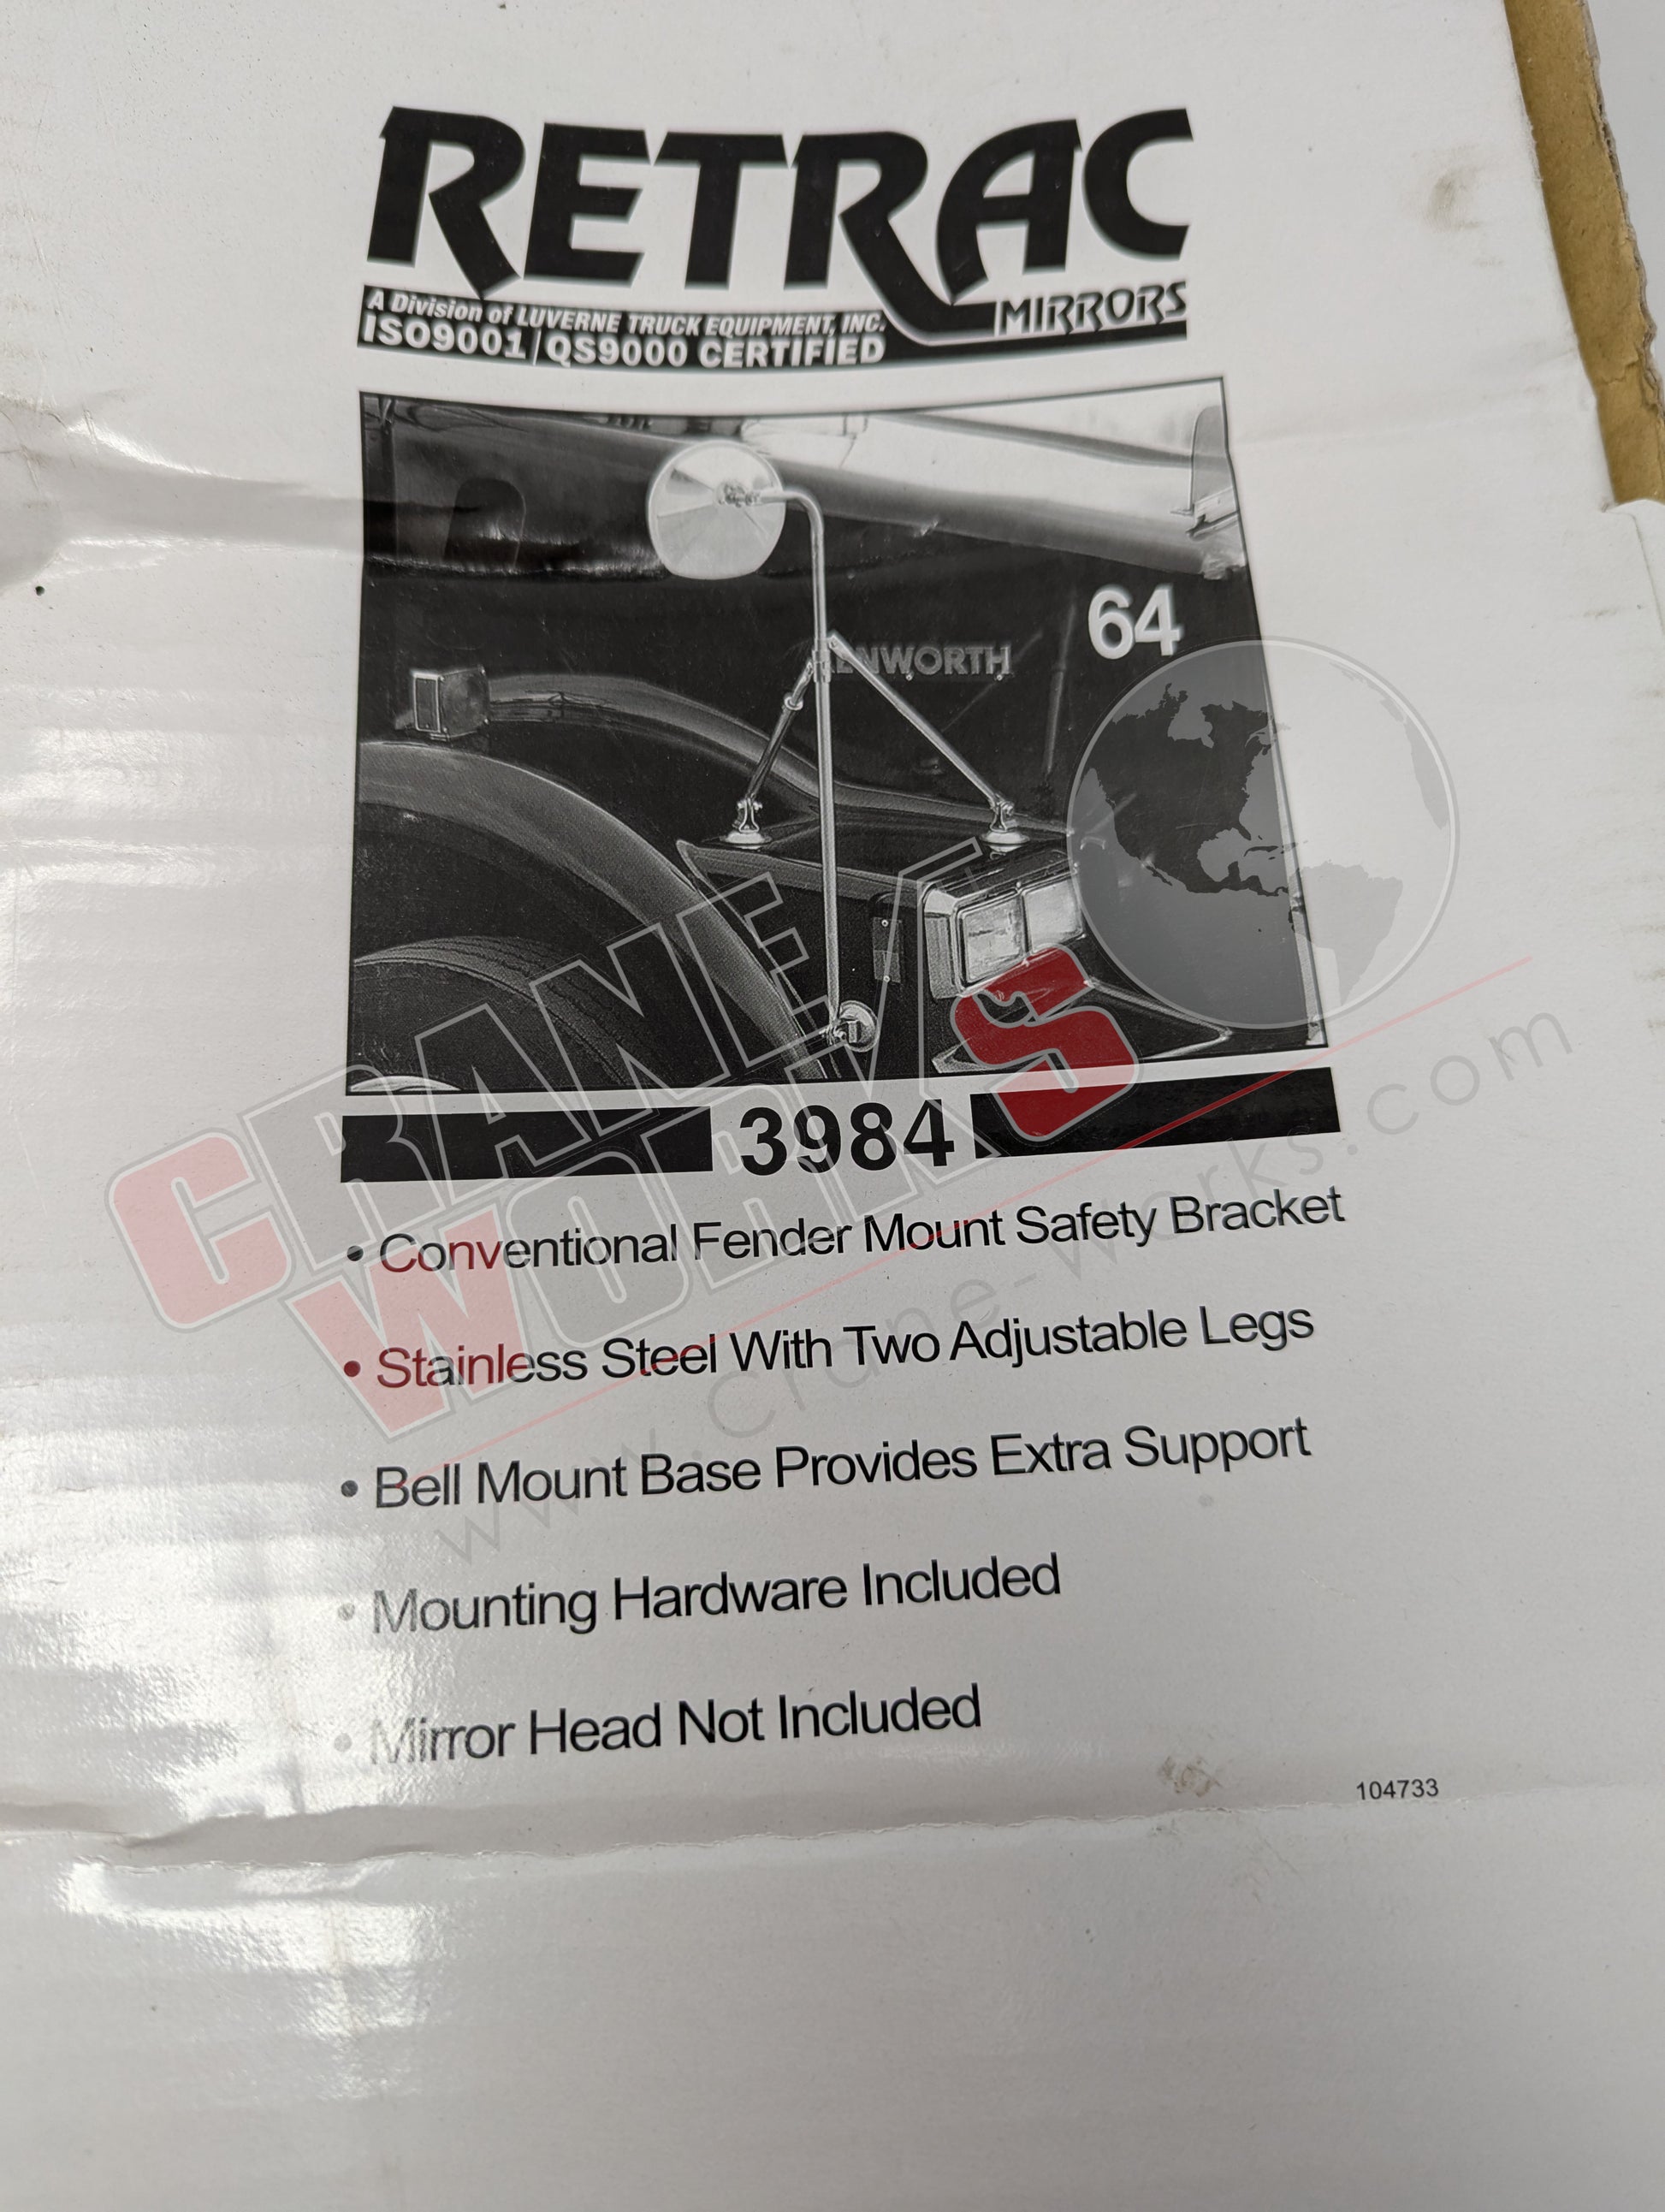 RETRAC
MIRRORS
A Division of LUVERNE TRUCK EQUIPMENT, INC.
ISO9001/QS9000 CERTIFIED
64
KENWORTH
CRANE
WORKS
www.crane-works.com
3984
• Conventional Fender Mount Safety Bracket
• Stainless Steel With Two Adjustable Legs
• Bell Mount Base Provides Extra Support
• Mounting Hardware Included
• Mirror Head Not Included
104733